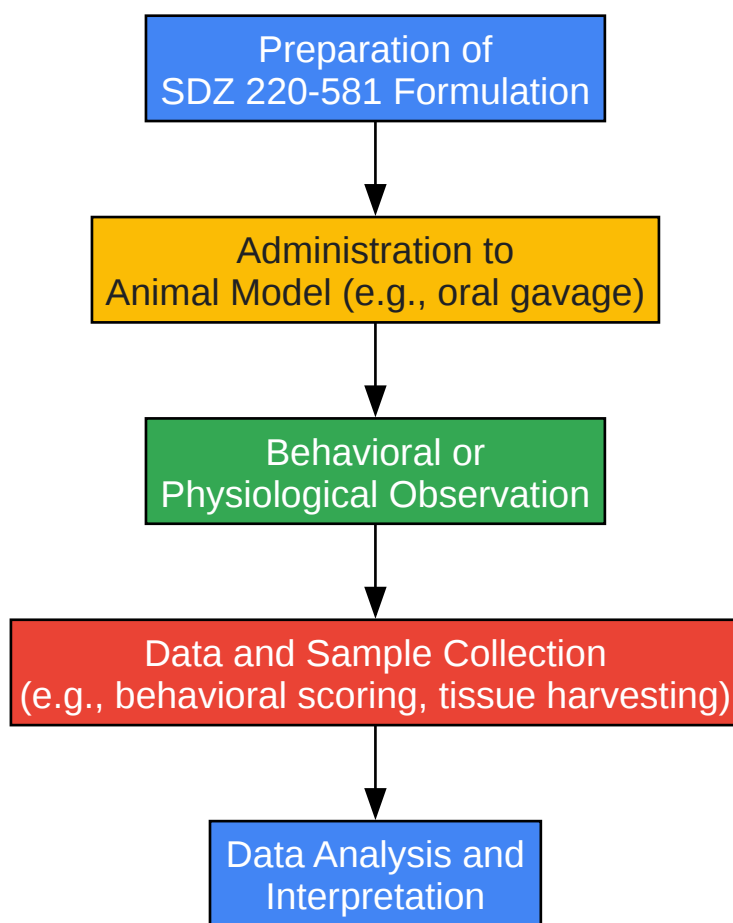 Preparation of
SDZ 220-581 Formulation
Administration to
Animal Model (e.g., oral gavage)
Behavioral or
Physiological Observation
Data and Sample Collection
(e.g., behavioral scoring, tissue harvesting)
Data Analysis and
Interpretation